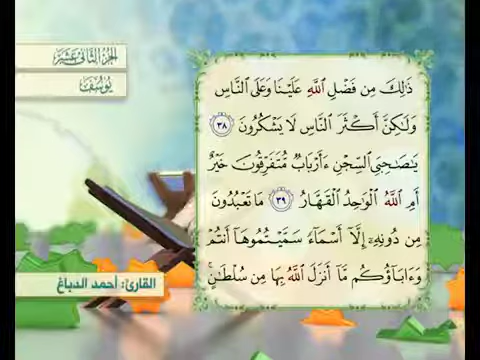 الجزء الثاني عشر
يوسف
ذَٰلِكَ مِن فَضْلِ ٱللَّهِ عَلَيْنَا وَعَلَى ٱلنَّاسِ
وَلَٰكِنَّ أَكْثَرَ ٱلنَّاسِ لَا يَشْكُرُونَ ٣٨
يَٰصَٰحِبَىِ ٱلسِّجْنِ ءَأَرْبَابٌ مُّتَفَرِّقُونَ خَيْرٌ
أَمِ ٱللَّهُ ٱلْوَٰحِدُ ٱلْقَهَّارُ ٣٩ مَا تَعْبُدُونَ
مِن دُونِهِۦٓ إِلَّآ أَسْمَآءً سَمَّيْتُمُوهَآ أَنتُمْ
وَءَابَآؤُكُم مَّآ أَنزَلَ ٱللَّهُ بِهَا مِن سُلْطَٰنٍ ۚ
القارئ: أحمد الدباغ